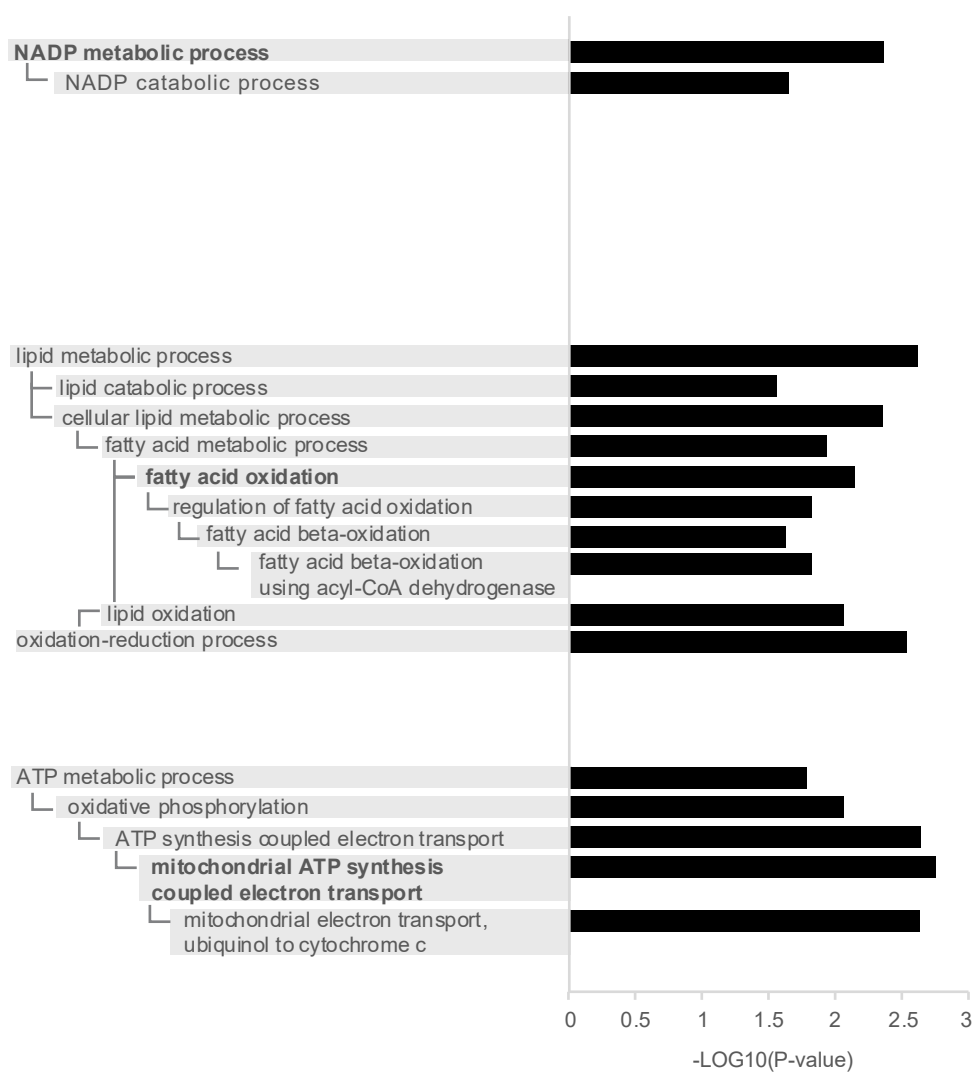 NADP metabolic process
NADP catabolic process
lipid metabolic process
lipid catabolic process
cellular lipid metabolic process
fatty acid metabolic process
fatty acid oxidation
regulation of fatty acid oxidation
fatty acid beta-oxidation
fatty acid beta-oxidation
using acyl-CoA dehydrogenase
lipid oxidation
oxidation-reduction process
ATP metabolic process
oxidative phosphorylation
ATP synthesis coupled electron transport
mitochondrial ATP synthesis
coupled electron transport
mitochondrial electron transport,
ubiquinol to cytochrome c
0 0.5 1 1.5 2 2.5 3
-LOG10(P-value)